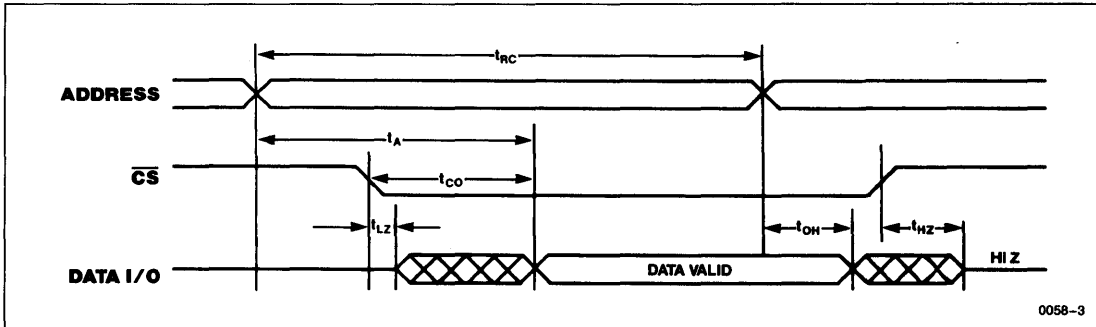 tRC
ADDRESS
tA
CS
tCO
tLZ
tOH
tHZ
DATA I/O
DATA VALID
HI Z
0058-3